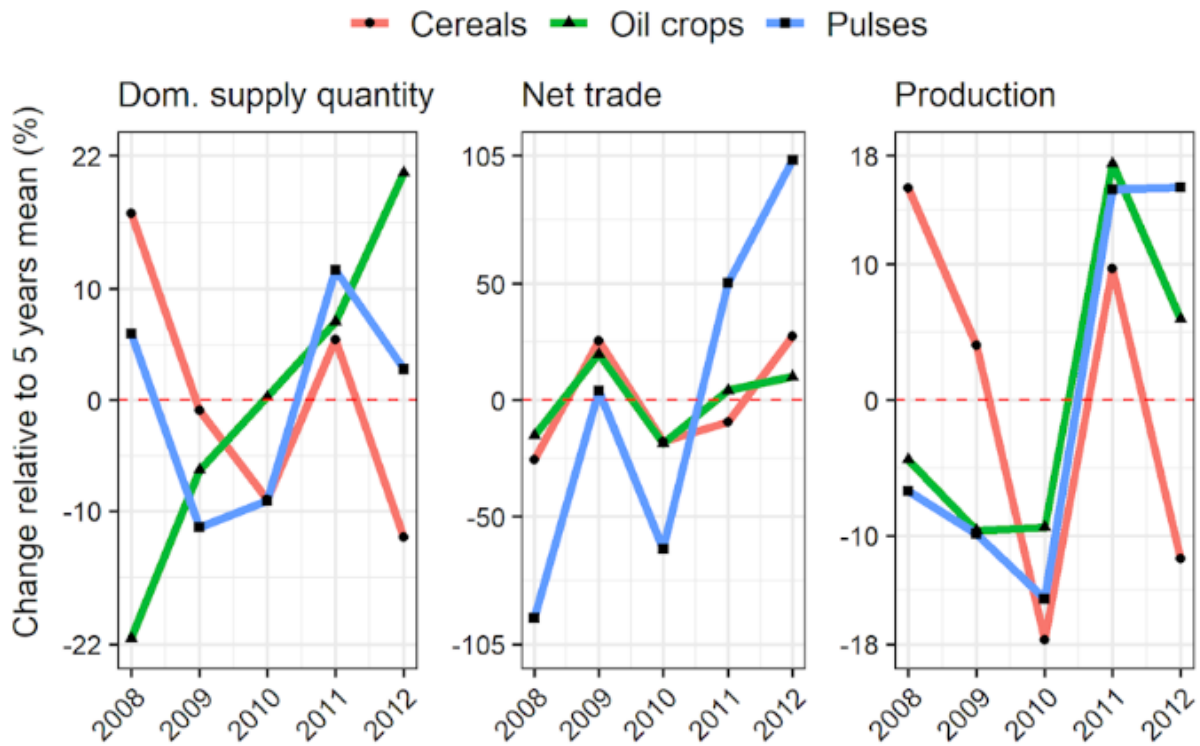 Cereals Oil crops Pulses
Dom. supply quantity Net trade Production
Change relative to 5 years mean (%)
22
10
0
-10
-22
105
50
0
-50
-105
18
10
0
-10
-18
2008 2009 2010 2011 2012
2008 2009 2010 2011 2012
2008 2009 2010 2011 2012